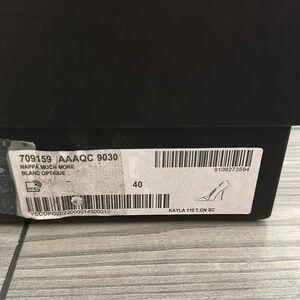 709159 AAAQC 9030
NAPPA MUCH MORE
BLANC OPTIQUE
8108273594
40
KAYLA 110 T.ON SC